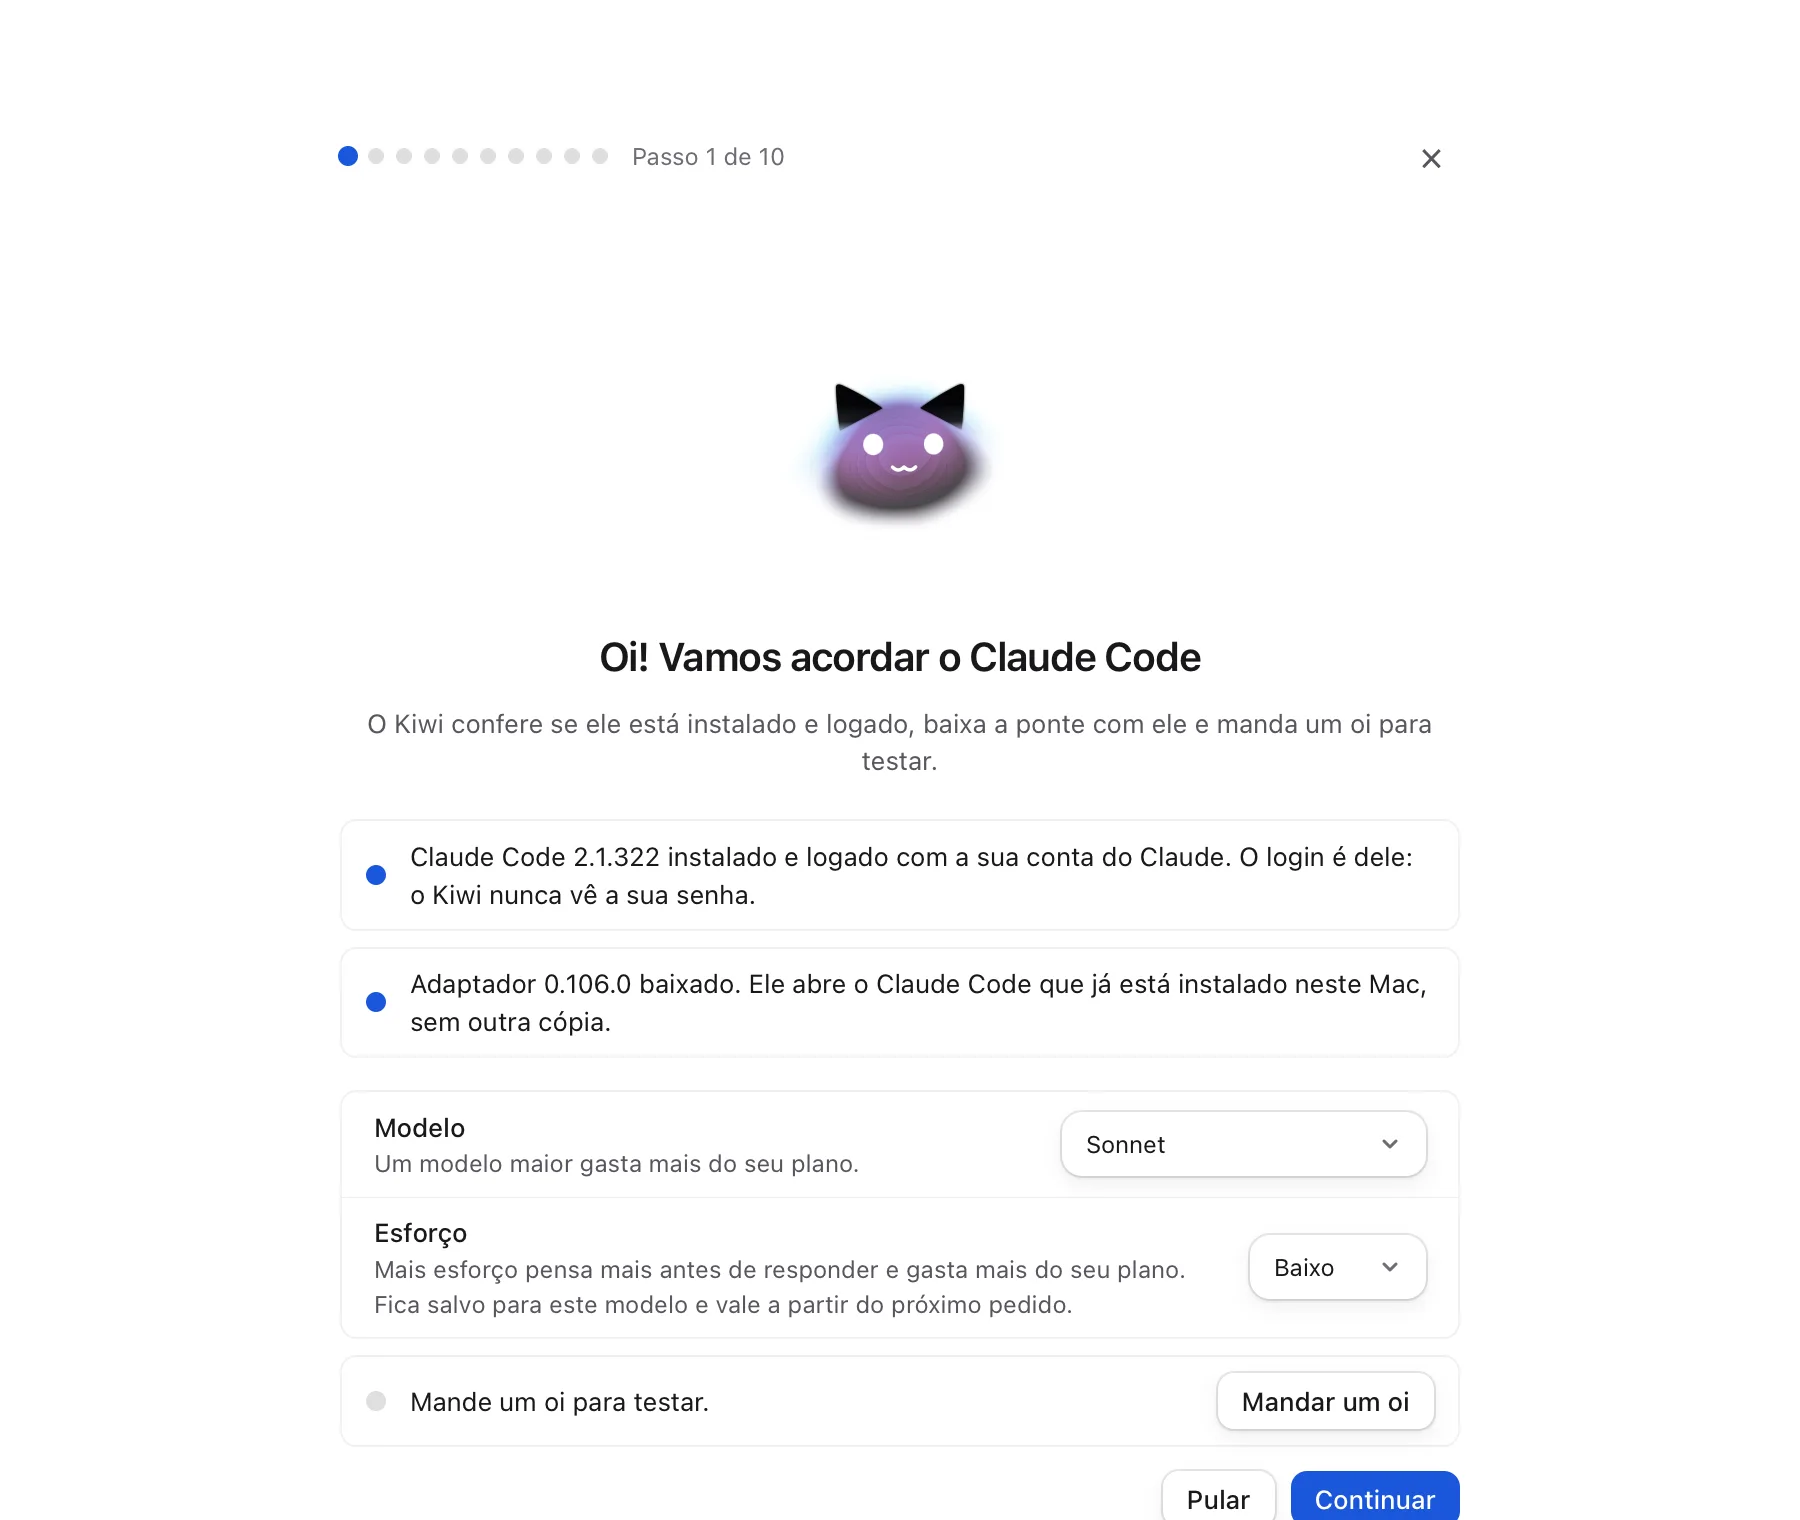 Passo 1 de 10
Oi! Vamos acordar o Claude Code
O Kiwi confere se ele está instalado e logado, baixa a ponte com ele e manda um oi para
testar.
Claude Code 2.1.322 instalado e logado com a sua conta do Claude. O login é dele:
o Kiwi nunca vê a sua senha.
Adaptador 0.106.0 baixado. Ele abre o Claude Code que já está instalado neste Mac,
sem outra cópia.
Modelo
Um modelo maior gasta mais do seu plano.
Sonnet
Esforço
Mais esforço pensa mais antes de responder e gasta mais do seu plano.
Fica salvo para este modelo e vale a partir do próximo pedido.
Baixo
Mande um oi para testar.
Mandar um oi
Pular
Continuar